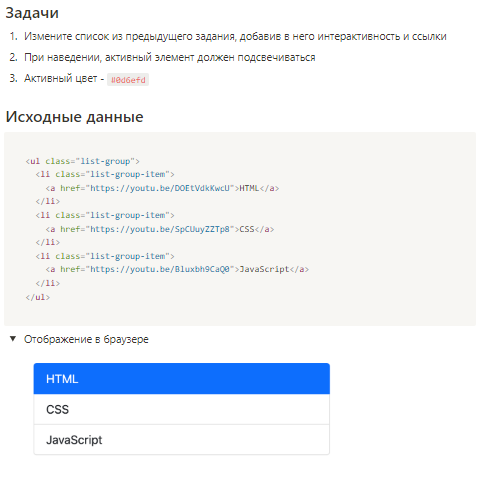 Задачи
1. Измените список из предыдущего задания, добавив в него интерактивность и ссылки
2. При наведении, активный элемент должен подсвечиваться
3. Активный цвет - #0d6efd
Исходные данные
<ul class="list-group">
<li class="list-group-item">
<a href="https://youtu.be/DOEtVdkKwcU">HTML</a>
</li>
<li class="list-group-item">
<a href="https://youtu.be/SpCUuyZZTp8">CSS</a>
</li>
<li class="list-group-item">
<a href="https://youtu.be/Bluxbh9CaQ0">JavaScript</a>
</li>
</ul>
▼ Отображение в браузере
HTML
CSS
JavaScript